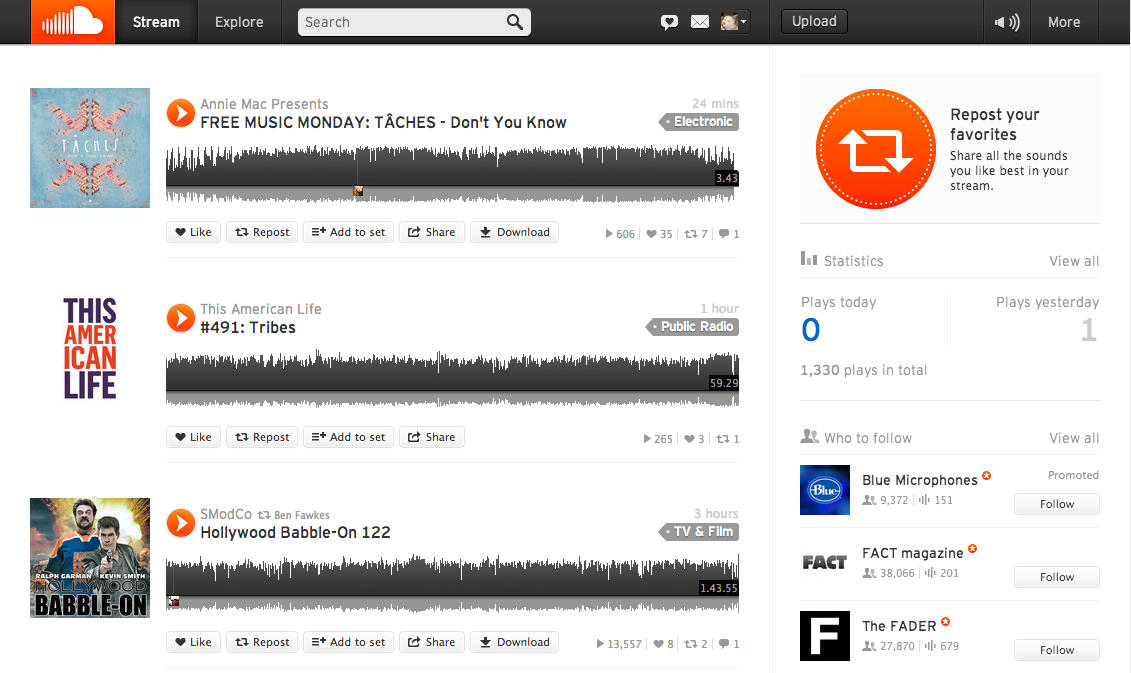 Stream
Explore
Search
Upload
More
TÂCHES
Annie Mac Presents
24 mins
FREE MUSIC MONDAY: TÂCHES - Don't You Know
Electronic
3.43
Like
Repost
Add to set
Share
Download
606
35
7
1
THIS
AMER
ICAN
LIFE
This American Life
1 hour
#491: Tribes
Public Radio
59.29
Like
Repost
Add to set
Share
265
3
1
RALPH GARMAN KEVIN SMITH
HOLLYWOOD
BABBLE-ON
SModCo Ben Fawkes
3 hours
Hollywood Babble-On 122
TV & Film
1.43.55
Like
Repost
Add to set
Share
Download
13,557
8
2
1
Repost your
favorites
Share all the sounds
you like best in your
stream.
Statistics
View all
Plays today
Plays yesterday
0
1
1,330 plays in total
Who to follow
View all
Blue
Blue Microphones
Promoted
9,372
151
Follow
FACT
FACT magazine
38,066
201
Follow
F
The FADER
27,870
679
Follow